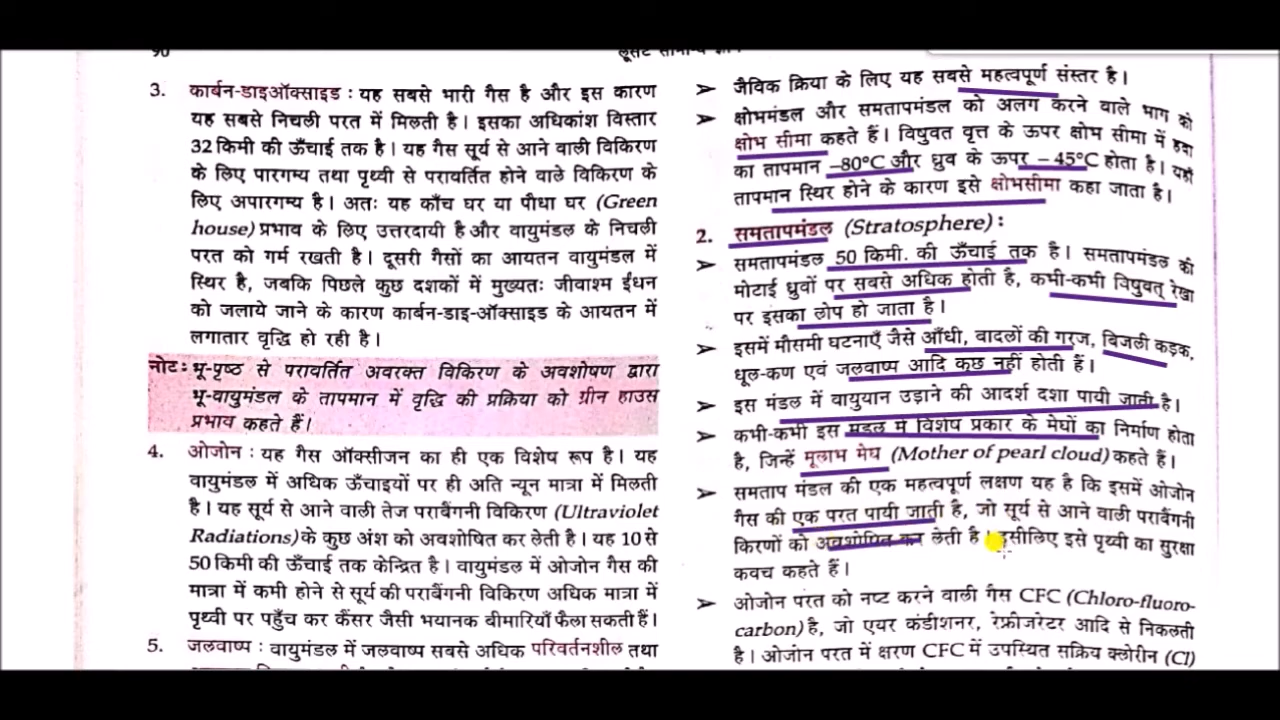 90
लूसेंट सामान्य ज्ञान
3. कार्बन-डाइऑक्साइड : यह सबसे भारी गैस है और इस कारण
यह सबसे निचली परत में मिलती है। इसका अधिकांश विस्तार
32 किमी की ऊँचाई तक है। यह गैस सूर्य से आने वाली विकिरण
के लिए पारगम्य तथा पृथ्वी से परावर्तित होने वाले विकिरण के
लिए अपारगम्य है। अतः यह काँच घर या पौधा घर (Green
house) प्रभाव के लिए उत्तरदायी है और वायुमंडल के निचली
परत को गर्म रखती है। दूसरी गैसों का आयतन वायुमंडल में
स्थिर है, जबकि पिछले कुछ दशकों में मुख्यतः जीवाश्म ईंधन
को जलाये जाने के कारण कार्बन-डाइ-ऑक्साइड के आयतन में
लगातार वृद्धि हो रही है।
नोट: भू-पृष्ठ से परावर्तित अवरक्त विकिरण के अवशोषण द्वारा
भू-वायुमंडल के तापमान में वृद्धि की प्रक्रिया को ग्रीन हाउस
प्रभाव कहते हैं।
4. ओजोन : यह गैस ऑक्सीजन का ही एक विशेष रूप है। यह
वायुमंडल में अधिक ऊँचाइयों पर ही अति न्यून मात्रा में मिलती
है। यह सूर्य से आने वाली तेज पराबैंगनी विकिरण (Ultraviolet
Radiations) के कुछ अंश को अवशोषित कर लेती है। यह 10 से
50 किमी की ऊँचाई तक केन्द्रित है। वायुमंडल में ओजोन गैस की
मात्रा में कमी होने से सूर्य की पराबैंगनी विकिरण अधिक मात्रा में
पृथ्वी पर पहुँच कर कैंसर जैसी भयानक बीमारियाँ फैला सकती हैं।
5. जलवाष्प : वायुमंडल में जलवाष्प सबसे अधिक परिवर्तनशील तथा
➢ जैविक क्रिया के लिए यह सबसे महत्वपूर्ण संस्तर है।
➢ क्षोभमंडल और समतापमंडल को अलग करने वाले भाग को
क्षोभ सीमा कहते हैं। विषुवत वृत्त के ऊपर क्षोभ सीमा में हवा
का तापमान –80°C और ध्रुव के ऊपर – 45°C होता है। यहाँ
तापमान स्थिर होने के कारण इसे क्षोभसीमा कहा जाता है।
2. समतापमंडल (Stratosphere) :
➢ समतापमंडल 50 किमी. की ऊँचाई तक है। समतापमंडल की
मोटाई ध्रुवों पर सबसे अधिक होती है, कभी-कभी विषुवत् रेखा
पर इसका लोप हो जाता है।
➢ इसमें मौसमी घटनाएँ जैसे आँधी, बादलों की गरज, बिजली कड़क,
धूल-कण एवं जलवाष्प आदि कुछ नहीं होती हैं।
➢ इस मंडल में वायुयान उड़ाने की आदर्श दशा पायी जाती है।
➢ कभी-कभी इस मंडल में विशेष प्रकार के मेघों का निर्माण होता
है, जिन्हें मूलाभ मेघ (Mother of pearl cloud) कहते हैं।
➢ समताप मंडल की एक महत्वपूर्ण लक्षण यह है कि इसमें ओजोन
गैस की एक परत पायी जाती है, जो सूर्य से आने वाली पराबैंगनी
किरणों को अवशोषित कर लेती है। इसीलिए इसे पृथ्वी का सुरक्षा
कवच कहते हैं।
➢ ओजोन परत को नष्ट करने वाली गैस CFC (Chloro-fluoro-
carbon) है, जो एयर कंडीशनर, रेफ्रीजरेटर आदि से निकलती
है। ओजोन परत में क्षरण CFC में उपस्थित सक्रिय क्लोरीन (Cl)